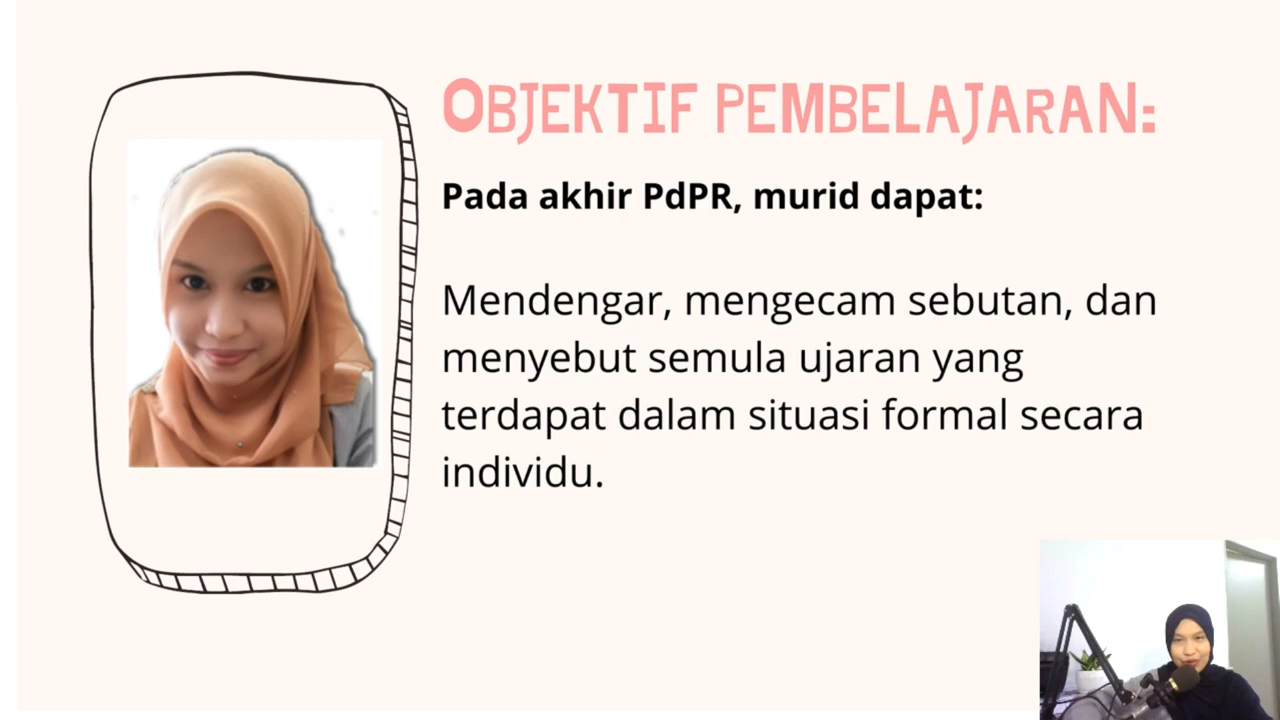 OBJEKTIF PEMBELAJARAN:
Pada akhir PdPR, murid dapat:
Mendengar, mengecam sebutan, dan
menyebut semula ujaran yang
terdapat dalam situasi formal secara
individu.